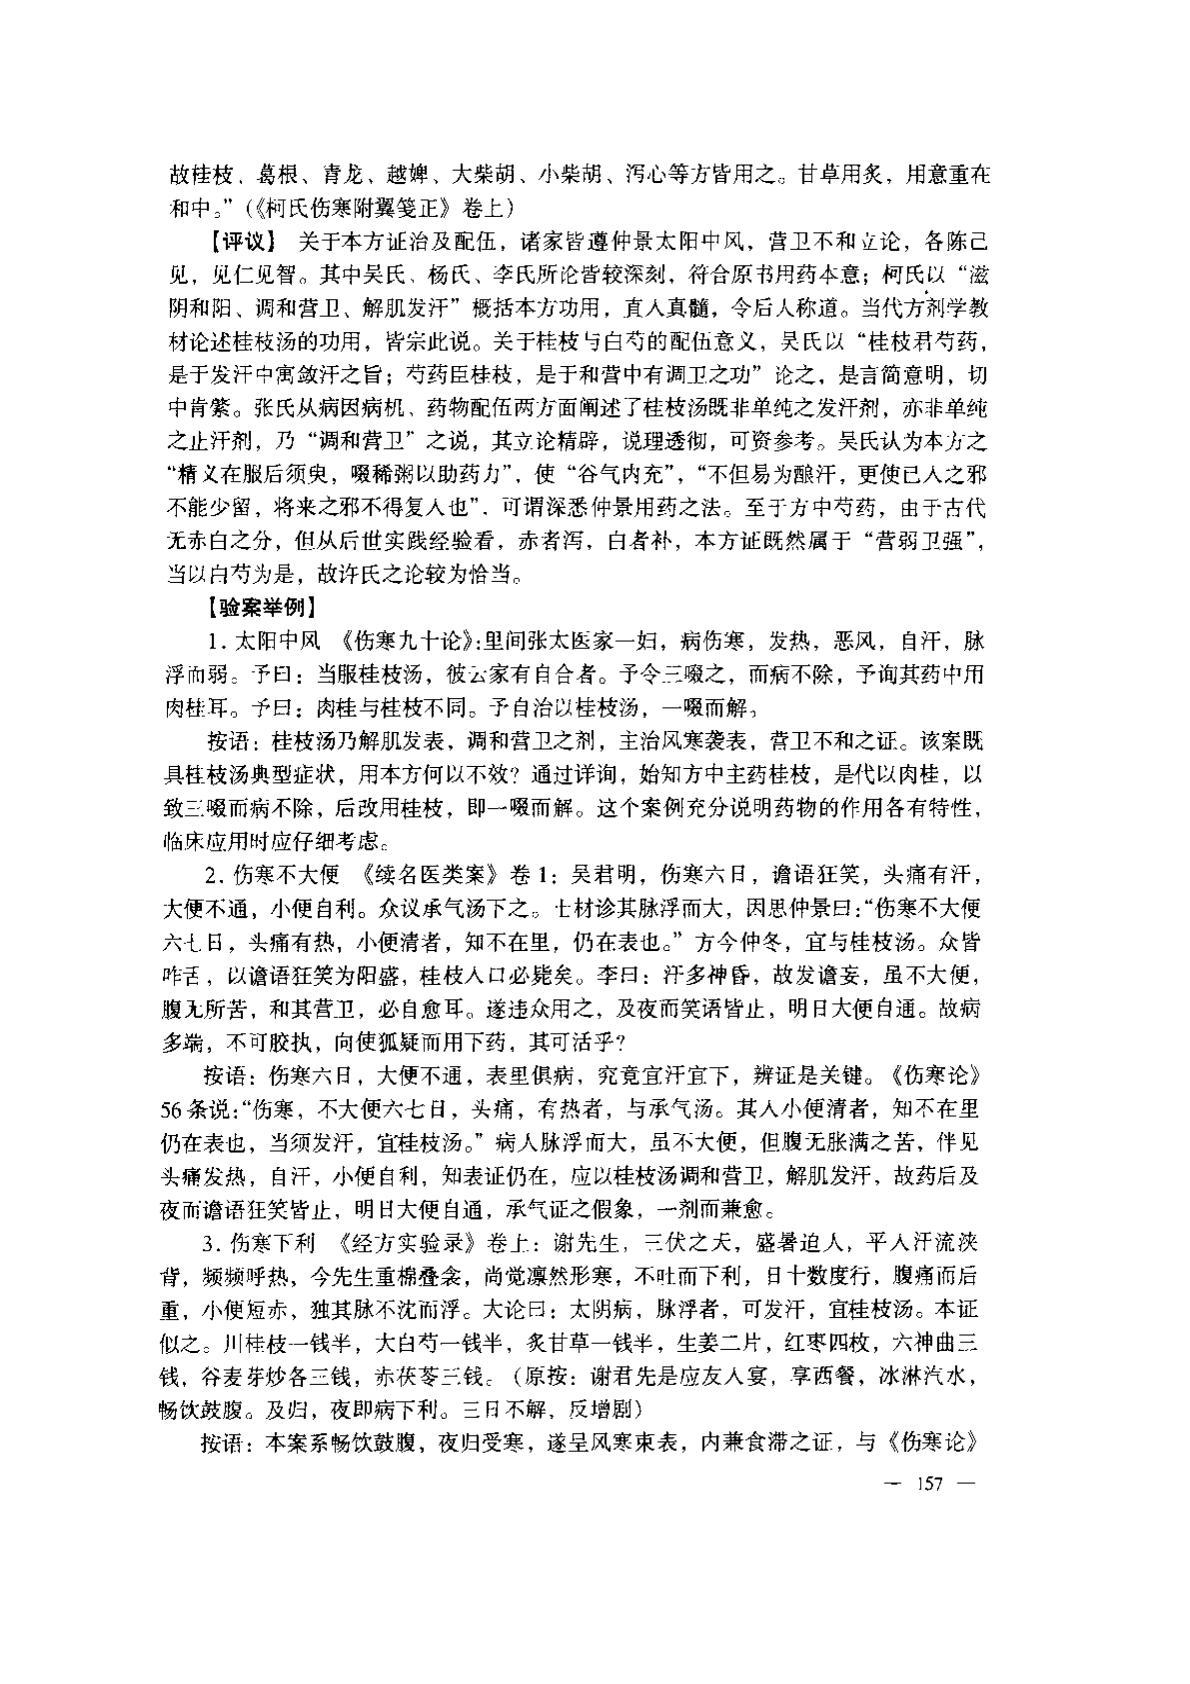 故桂枝、葛根、青龙、越婢、大柴胡、小柴胡、泻心等方皆用之。甘草用炙，用意重在
和中。”（《柯氏伤寒附翼笺正》卷上）
【评议】 关于本方证治及配伍，诸家皆遵仲景太阳中风，营卫不和立论，各陈己
见，见仁见智。其中吴氏、杨氏、李氏所论皆较深刻，符合原书用药本意；柯氏以“滋
阴和阳、调和营卫、解肌发汗”概括本方功用，直入真髓，令后人称道。当代方剂学教
材论述桂枝汤的功用，皆宗此说。关于桂枝与白芍的配伍意义，吴氏以“桂枝君芍药，
是于发汗中寓敛汗之旨；芍药臣桂枝，是于和营中有调卫之功”论之，是言简意明，切
中肯綮。张氏从病因病机、药物配伍两方面阐述了桂枝汤既非单纯之发汗剂，亦非单纯
之止汗剂，乃“调和营卫”之说，其立论精辟，说理透彻，可资参考。吴氏认为本方之
“精义在服后须臾，啜稀粥以助药力”，使“谷气内充”，“不但易为酿汗，更使已入之邪
不能少留，将来之邪不得复入也”，可谓深悉仲景用药之法。至于方中芍药，由于古代
无赤白之分，但从后世实践经验看，赤者泻，白者补，本方证既然属于“营弱卫强”，
当以白芍为是，故许氏之论较为恰当。
【验案举例】
1. 太阳中风 《伤寒九十论》：里间张太医家一妇，病伤寒，发热，恶风，自汗，脉
浮而弱。予曰：当服桂枝汤，彼云家有自合者。予令三啜之，而病不除，予询其药中用
肉桂耳。予曰：肉桂与桂枝不同。予自治以桂枝汤，一啜而解。
按语：桂枝汤乃解肌发表，调和营卫之剂，主治风寒袭表，营卫不和之证。该案既
具桂枝汤典型症状，用本方何以不效？通过详询，始知方中主药桂枝，是代以肉桂，以
致三啜而病不除，后改用桂枝，即一啜而解。这个案例充分说明药物的作用各有特性，
临床应用时应仔细考虑。
2. 伤寒不大便 《续名医类案》卷1：吴君明，伤寒六日，谵语狂笑，头痛有汗，
大便不通，小便自利。众议承气汤下之。士材诊其脉浮而大，因思仲景曰：“伤寒不大便
六七日，头痛有热，小便清者，知不在里，仍在表也。”方今仲冬，宜与桂枝汤。众皆
咋舌，以谵语狂笑为阳盛，桂枝入口必毙矣。李曰：汗多神昏，故发谵妄，虽不大便，
腹无所苦，和其营卫，必自愈耳。遂违众用之，及夜而笑语皆止，明日大便自通。故病
多端，不可胶执，向使狐疑而用下药，其可活乎？
按语：伤寒六日，大便不通，表里俱病，究竟宜汗宜下，辨证是关键。《伤寒论》
56条说：“伤寒，不大便六七日，头痛，有热者，与承气汤。其人小便清者，知不在里
仍在表也，当须发汗，宜桂枝汤。”病人脉浮而大，虽不大便，但腹无胀满之苦，伴见
头痛发热，自汗，小便自利，知表证仍在，应以桂枝汤调和营卫，解肌发汗，故药后及
夜而谵语狂笑皆止，明日大便自通，承气证之假象，一剂而兼愈。
3. 伤寒下利 《经方实验录》卷上：谢先生，三伏之天，盛暑迫人，平人汗流浃
背，频频呼热，今先生重棉叠衾，尚觉凛然形寒，不吐而下利，日十数度行，腹痛而后
重，小便短赤、独其脉不沈而浮。大论曰：太阴病，脉浮者，可发汗，宜桂枝汤。本证
似之。川桂枝一钱半，大白芍一钱半，炙甘草一钱半，生姜二片，红枣四枚，六神曲三
钱，谷麦芽炒各三钱，赤茯苓三钱。（原按：谢君先是应友人宴，享西餐，冰淋汽水，
畅饮鼓腹。及归，夜即病下利。三日不解，反增剧）
按语：本案系畅饮鼓腹，夜归受寒，遂呈风寒束表，内兼食滞之证，与《伤寒论》
— 157 —